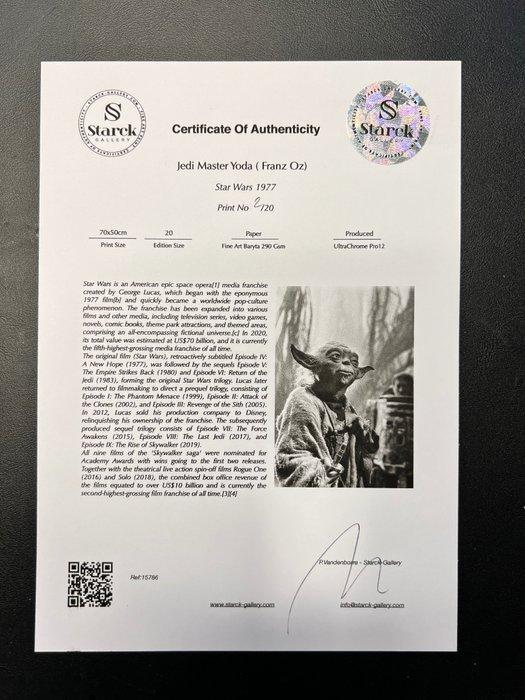 STARCK-GALLERY.COM
S
Starck
GALLERY
CERTIFICATE OF AUTHENTICITY
Starck
GALLERY
Certificate Of Authenticity
Jedi Master Yoda ( Franz Oz)
Star Wars 1977
Print No 2/20
70x50cm 20 Paper Produced
Print Size Edition Size Fine Art Baryta 290 Gsm UltraChrome Pro12
Star Wars is an American epic space opera[1] media franchise
created by George Lucas, which began with the eponymous
1977 film[b] and quickly became a worldwide pop-culture
phenomenon. The franchise has been expanded into various
films and other media, including television series, video games,
novels, comic books, theme park attractions, and themed areas,
comprising an all-encompassing fictional universe.[c] In 2020,
its total value was estimated at US$70 billion, and it is currently
the fifth-highest-grossing media franchise of all time.
The original film (Star Wars), retroactively subtitled Episode IV:
A New Hope (1977), was followed by the sequels Episode V:
The Empire Strikes Back (1980) and Episode VI: Return of the
Jedi (1983), forming the original Star Wars trilogy. Lucas later
returned to filmmaking to direct a prequel trilogy, consisting of
Episode I: The Phantom Menace (1999), Episode II: Attack of
the Clones (2002), and Episode III: Revenge of the Sith (2005).
In 2012, Lucas sold his production company to Disney,
relinquishing his ownership of the franchise. The subsequently
produced sequel trilogy consists of Episode VII: The Force
Awakens (2015), Episode VIII: The Last Jedi (2017), and
Episode IX: The Rise of Skywalker (2019).
All nine films of the 'Skywalker saga' were nominated for
Academy Awards with wins going to the first two releases.
Together with the theatrical live action spin-off films Rogue One
(2016) and Solo (2018), the combined box office revenue of
the films equated to over US$10 billion and is currently the
second-highest-grossing film franchise of all time.[3][4]
P.Vandenboere - Starck-Gallery
Ref:15786
www.starck-gallery.com info@starck-gallery.com